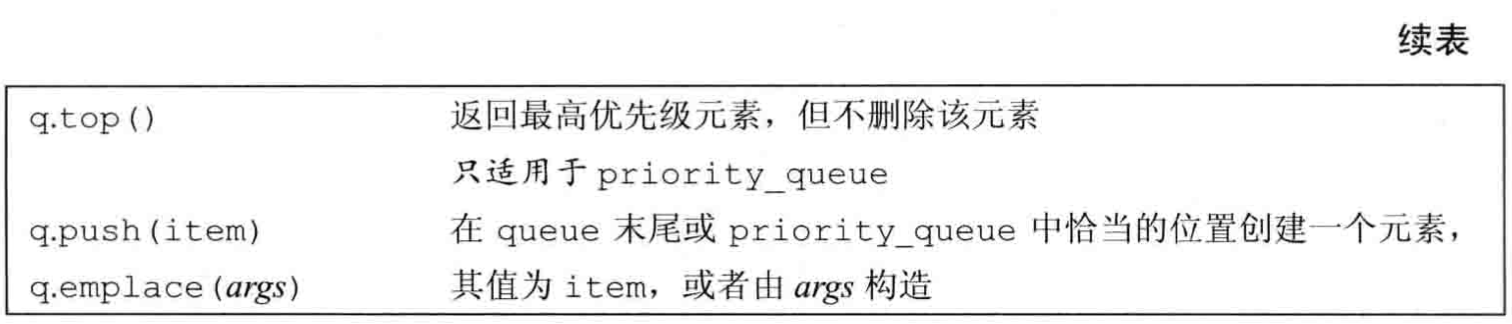 续表
q.top() 返回最高优先级元素，但不删除该元素
只适用于 priority_queue
q.push(item) 在 queue 末尾或 priority_queue 中恰当的位置创建一个元素，
q.emplace(args) 其值为 item，或者由 args 构造